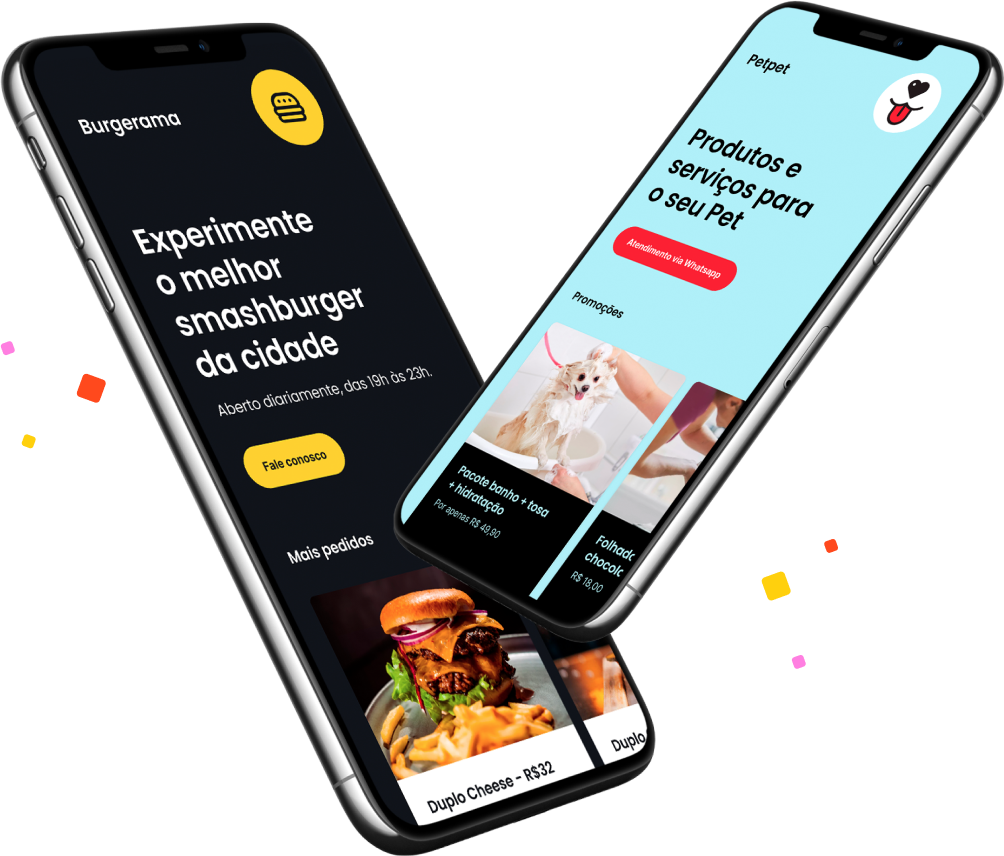 Burgerama
Experimente
o melhor
smashburger
da cidade
Aberto diariamente, das 19h às 23h.
Fale conosco
Mais pedidos
Duplo Cheese - R$32
Duplo
Petpet
Produtos e
serviços para
o seu Pet
Atendimento via Whatsapp
Promoções
Pacote banho + tosa
+ hidratação
Por apenas R$ 49,90
R$ 18,00